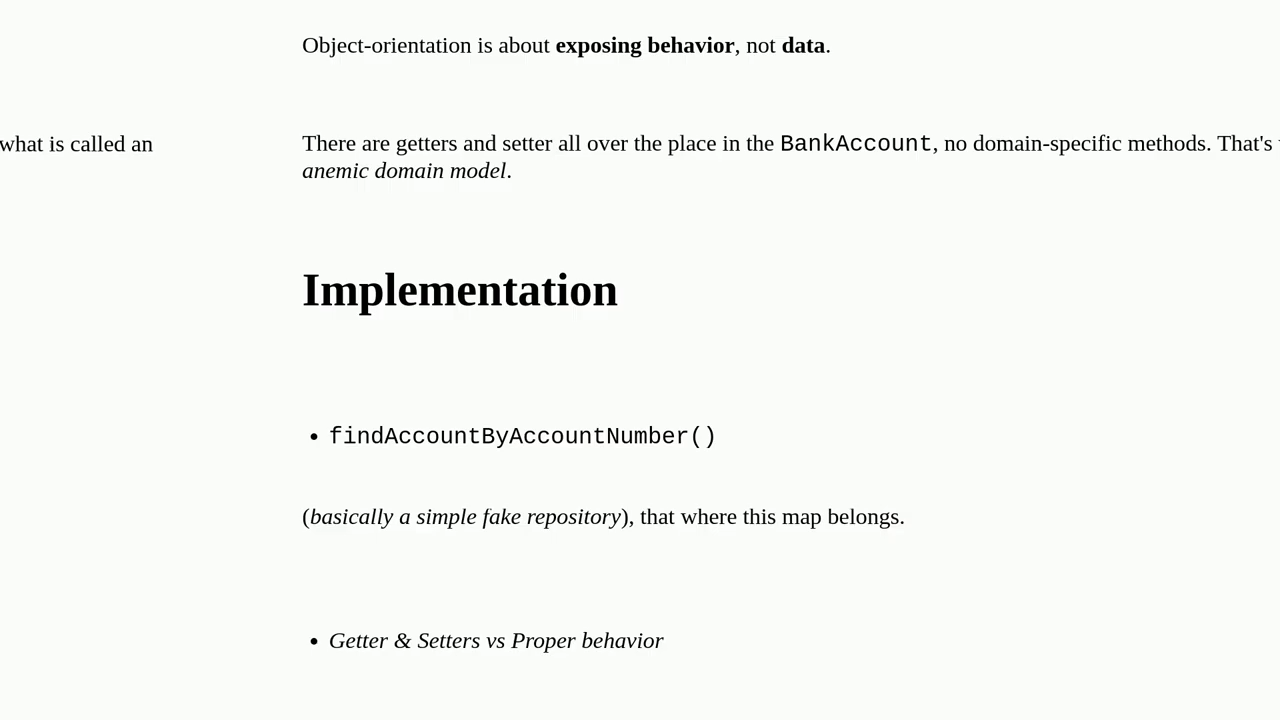 Object-orientation is about exposing behavior, not data.
what is called an
There are getters and setter all over the place in the BankAccount, no domain-specific methods. That's
anemic domain model.
Implementation
• findAccountByAccountNumber()
(basically a simple fake repository), that where this map belongs.
• Getter & Setters vs Proper behavior